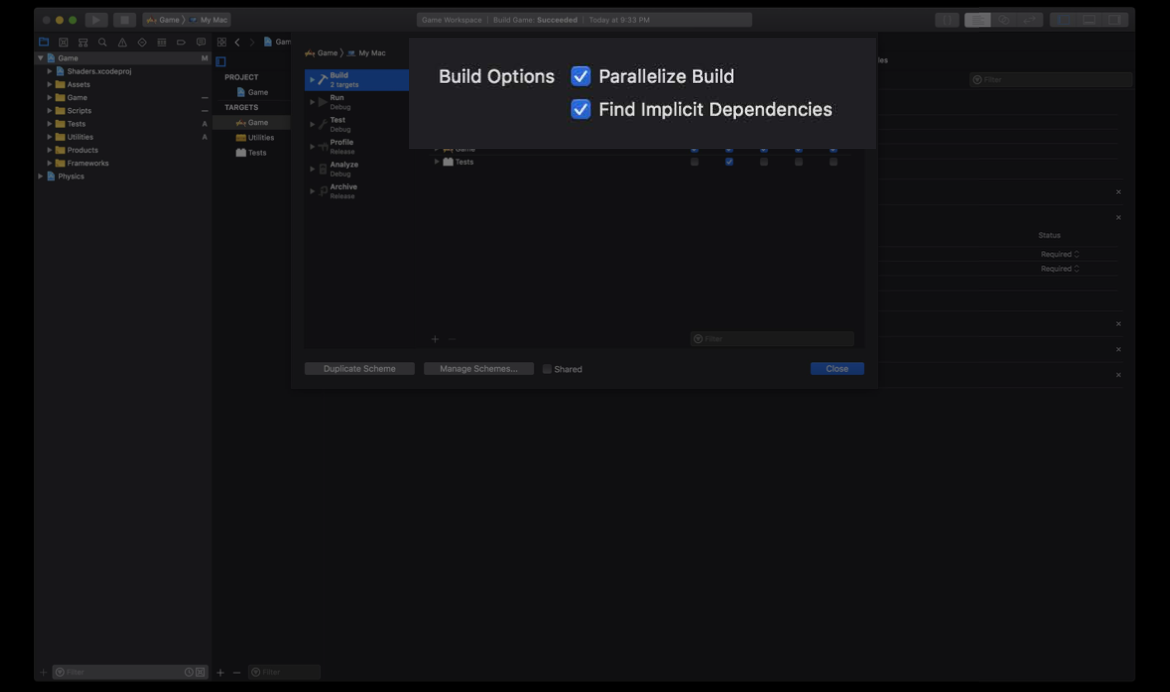 Game 〉 My Mac
Game Workspace | Build Game: Succeeded | Today at 9:33 PM
Game M
Shaders.xcodeproj
Assets
Game
Scripts
Tests A
Utilities A
Products
Frameworks
Physics
Filter
Gam
PROJECT
Game
TARGETS
Game
Utilities
Tests
Filter
Game 〉 My Mac
Build
2 targets
Run
Debug
Test
Debug
Profile
Release
Analyze
Debug
Archive
Release
Build Options Parallelize Build
Find Implicit Dependencies
Game
Tests
Filter
Duplicate Scheme Manage Schemes... Shared Close
les
Filter
Status
Required
Required